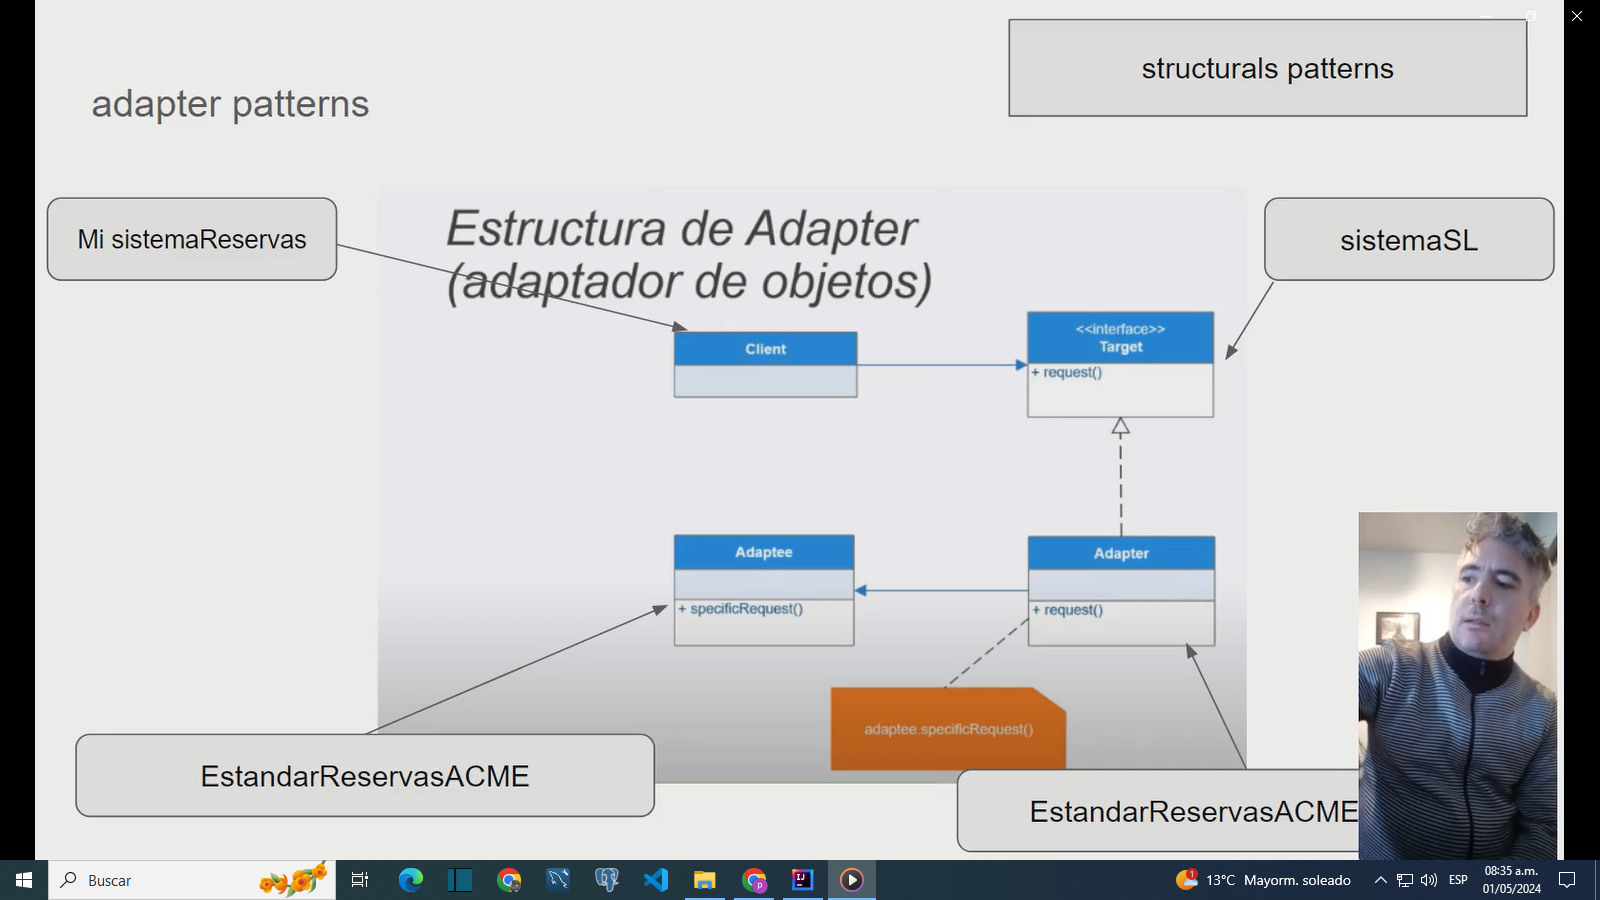 structurals patterns
adapter patterns
Mi sistemaReservas
Estructura de Adapter
(adaptador de objetos)
sistemaSL
Client
<<interface>>
Target
+ request()
Adaptee
+ specificRequest()
Adapter
+ request()
adaptee.specificRequest()
EstandarReservasACME
EstandarReservasACME
Buscar
1
13°C Mayorm. soleado
ESP
08:35 a.m.
01/05/2024